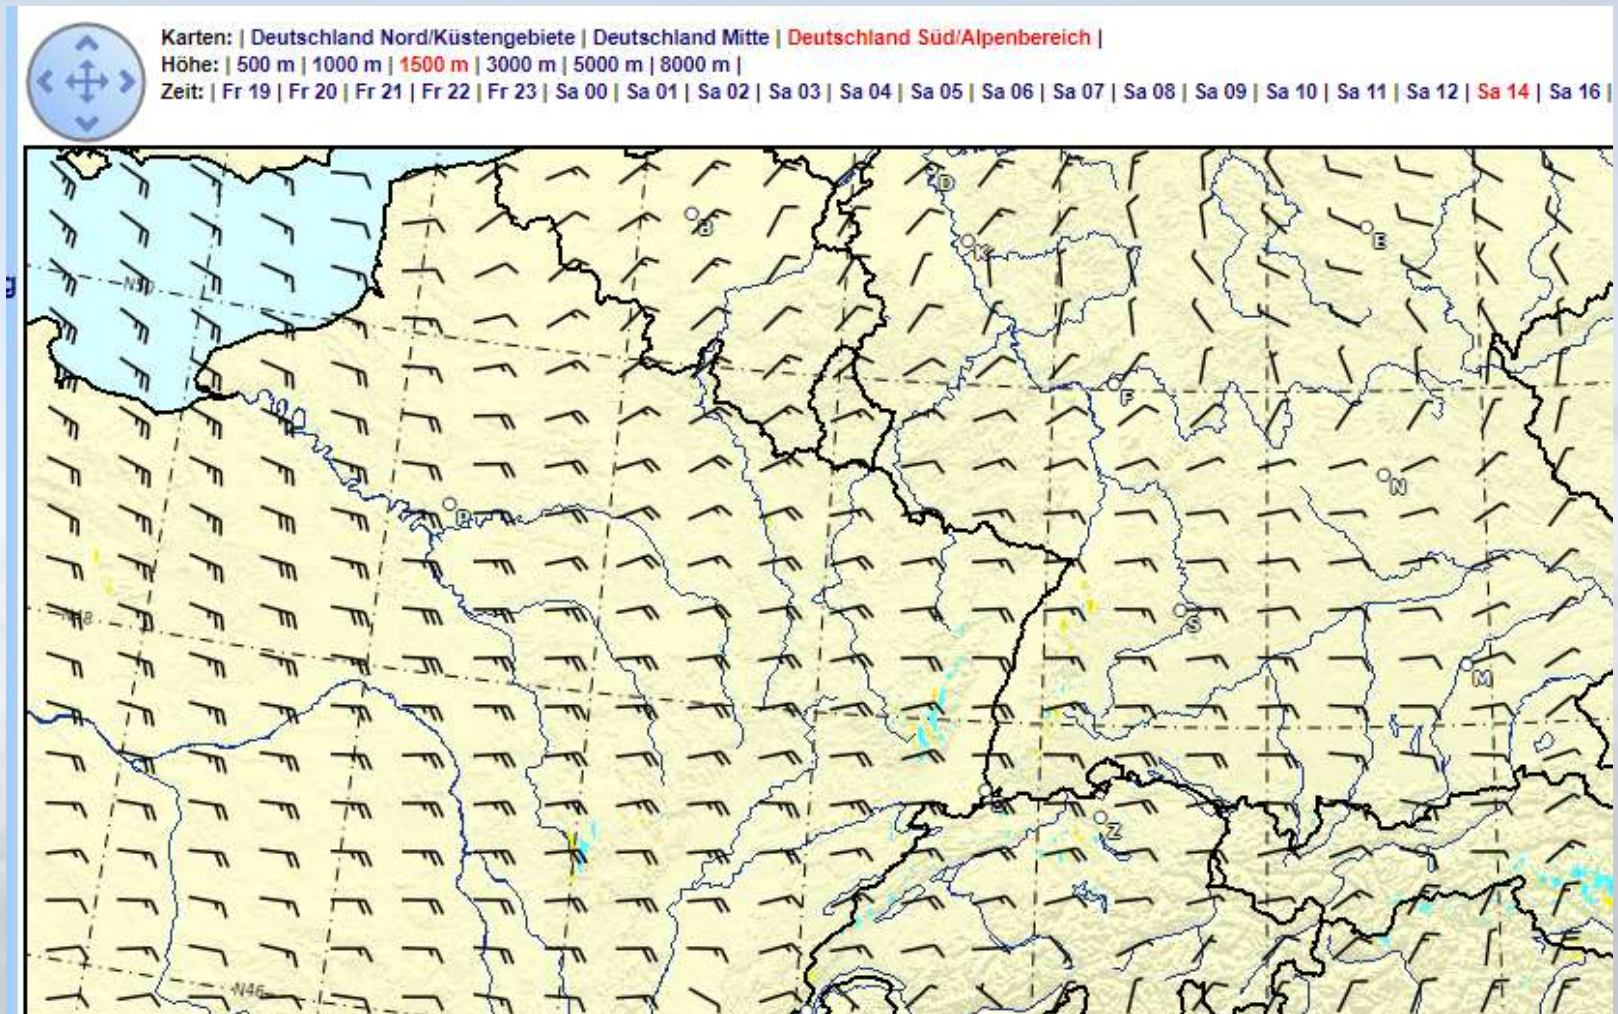 Karten: | Deutschland Nord/Küstengebiete | Deutschland Mitte | Deutschland Süd/Alpenbereich |
Höhe: | 500 m | 1000 m | 1500 m | 3000 m | 5000 m | 8000 m |
Zeit: | Fr 19 | Fr 20 | Fr 21 | Fr 22 | Fr 23 | Sa 00 | Sa 01 | Sa 02 | Sa 03 | Sa 04 | Sa 05 | Sa 06 | Sa 07 | Sa 08 | Sa 09 | Sa 10 | Sa 11 | Sa 12 | Sa 14 | Sa 16 |
D
B
E
K
g
F
N
P
S
M
Z
N46